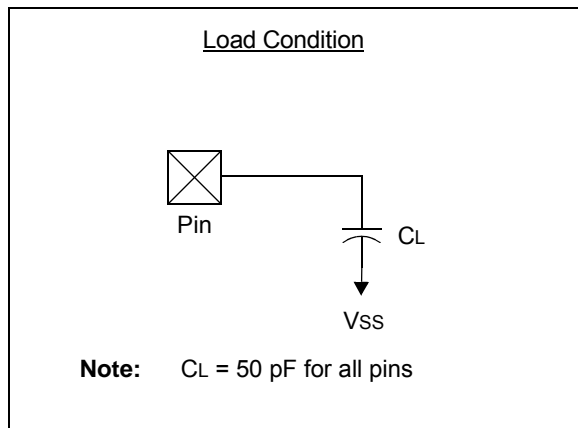 Load Condition
Pin
CL
VSS
Note: CL = 50 pF for all pins